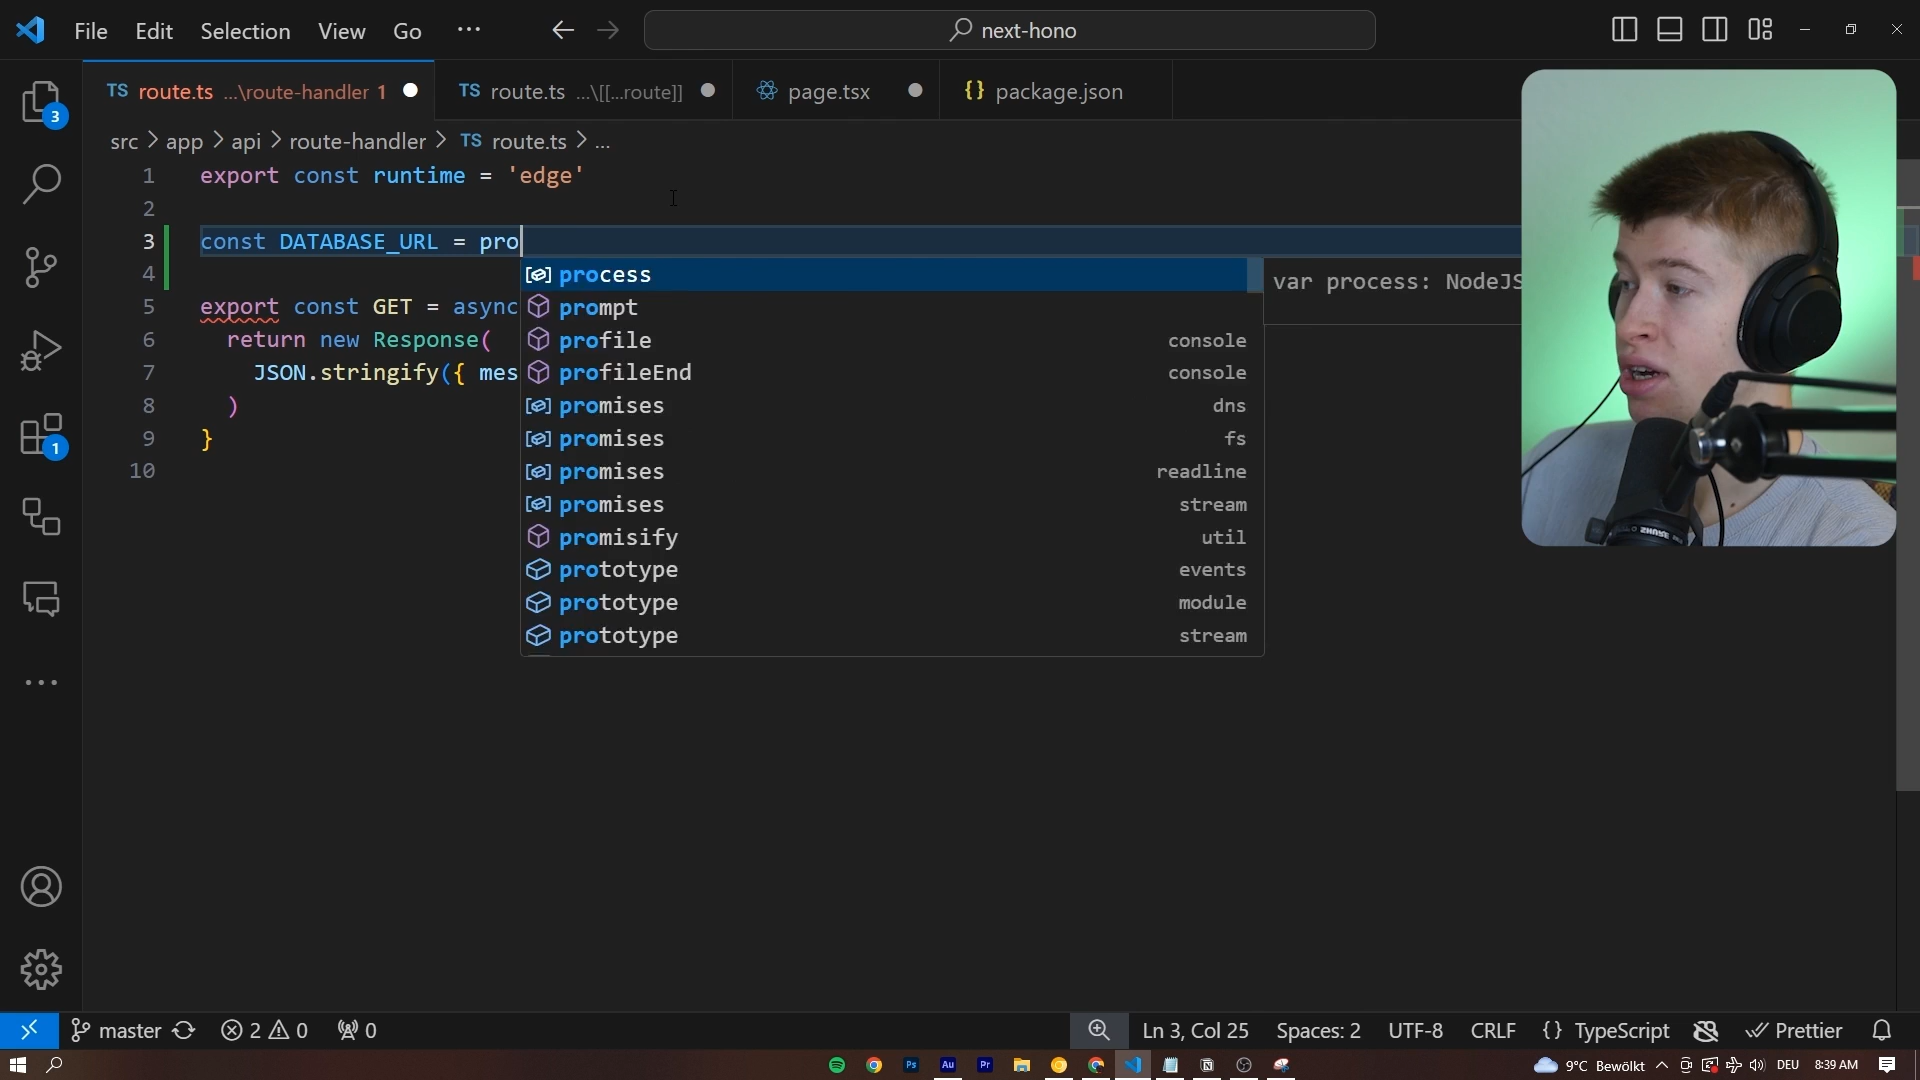 File Edit Selection View Go ... next-hono
TS route.ts ...\route-handler 1 TS route.ts ...\[[...route]] page.tsx {} package.json
src > app > api > route-handler > TS route.ts > ...
1 export const runtime = 'edge'
2
3 const DATABASE_URL = pro
4
5 export const GET = async
6 return new Response(
7 JSON.stringify({ mes
8 )
9 }
10
process var process: NodeJS
prompt
profile console
profileEnd console
promises dns
promises fs
promises readline
promises stream
promisify util
prototype events
prototype module
prototype stream
3
1
master 2 0 0 Ln 3, Col 25 Spaces: 2 UTF-8 CRLF {} TypeScript Prettier
Ps Au Pr 9°C Bewölkt DEU 8:39 AM